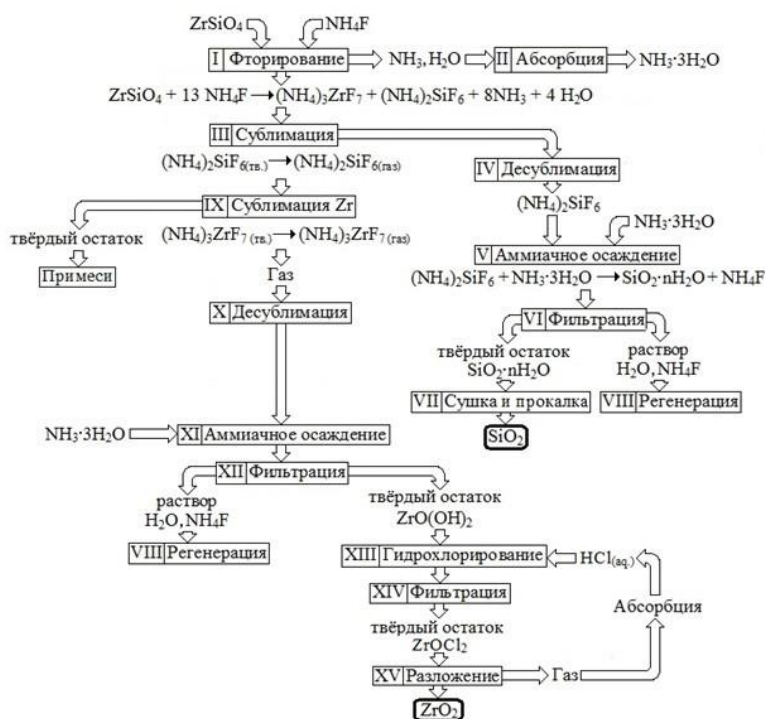 ZrSiO₄ NH₄F
I Фторирование NH₃, H₂O II Абсорбция NH₃·3H₂O
ZrSiO₄ + 13 NH₄F → (NH₄)₃ZrF₇ + (NH₄)₂SiF₆ + 8NH₃ + 4 H₂O
III Сублимация
(NH₄)₂SiF₆(тв.) → (NH₄)₂SiF₆(газ)
IV Десублимация
(NH₄)₂SiF₆
IX Сублимация Zr
NH₃·3H₂O
твёрдый остаток
(NH₄)₃ZrF₇ (тв.) → (NH₄)₃ZrF₇ (газ)
V Аммиачное осаждение
Примеси
Газ
(NH₄)₂SiF₆ + NH₃·3H₂O → SiO₂·nH₂O + NH₄F
X Десублимация
VI Фильтрация
твёрдый остаток
SiO₂·nH₂O
раствор
H₂O, NH₄F
VII Сушка и прокалка
VIII Регенерация
SiO₂
NH₃·3H₂O
XI Аммиачное осаждение
XII Фильтрация
раствор
H₂O, NH₄F
VIII Регенерация
твёрдый остаток
ZrO(OH)₂
XIII Гидрохлорирование
HCl(aq.)
XIV Фильтрация
Абсорбция
твёрдый остаток
ZrOCl₂
XV Разложение
Газ
ZrO₂